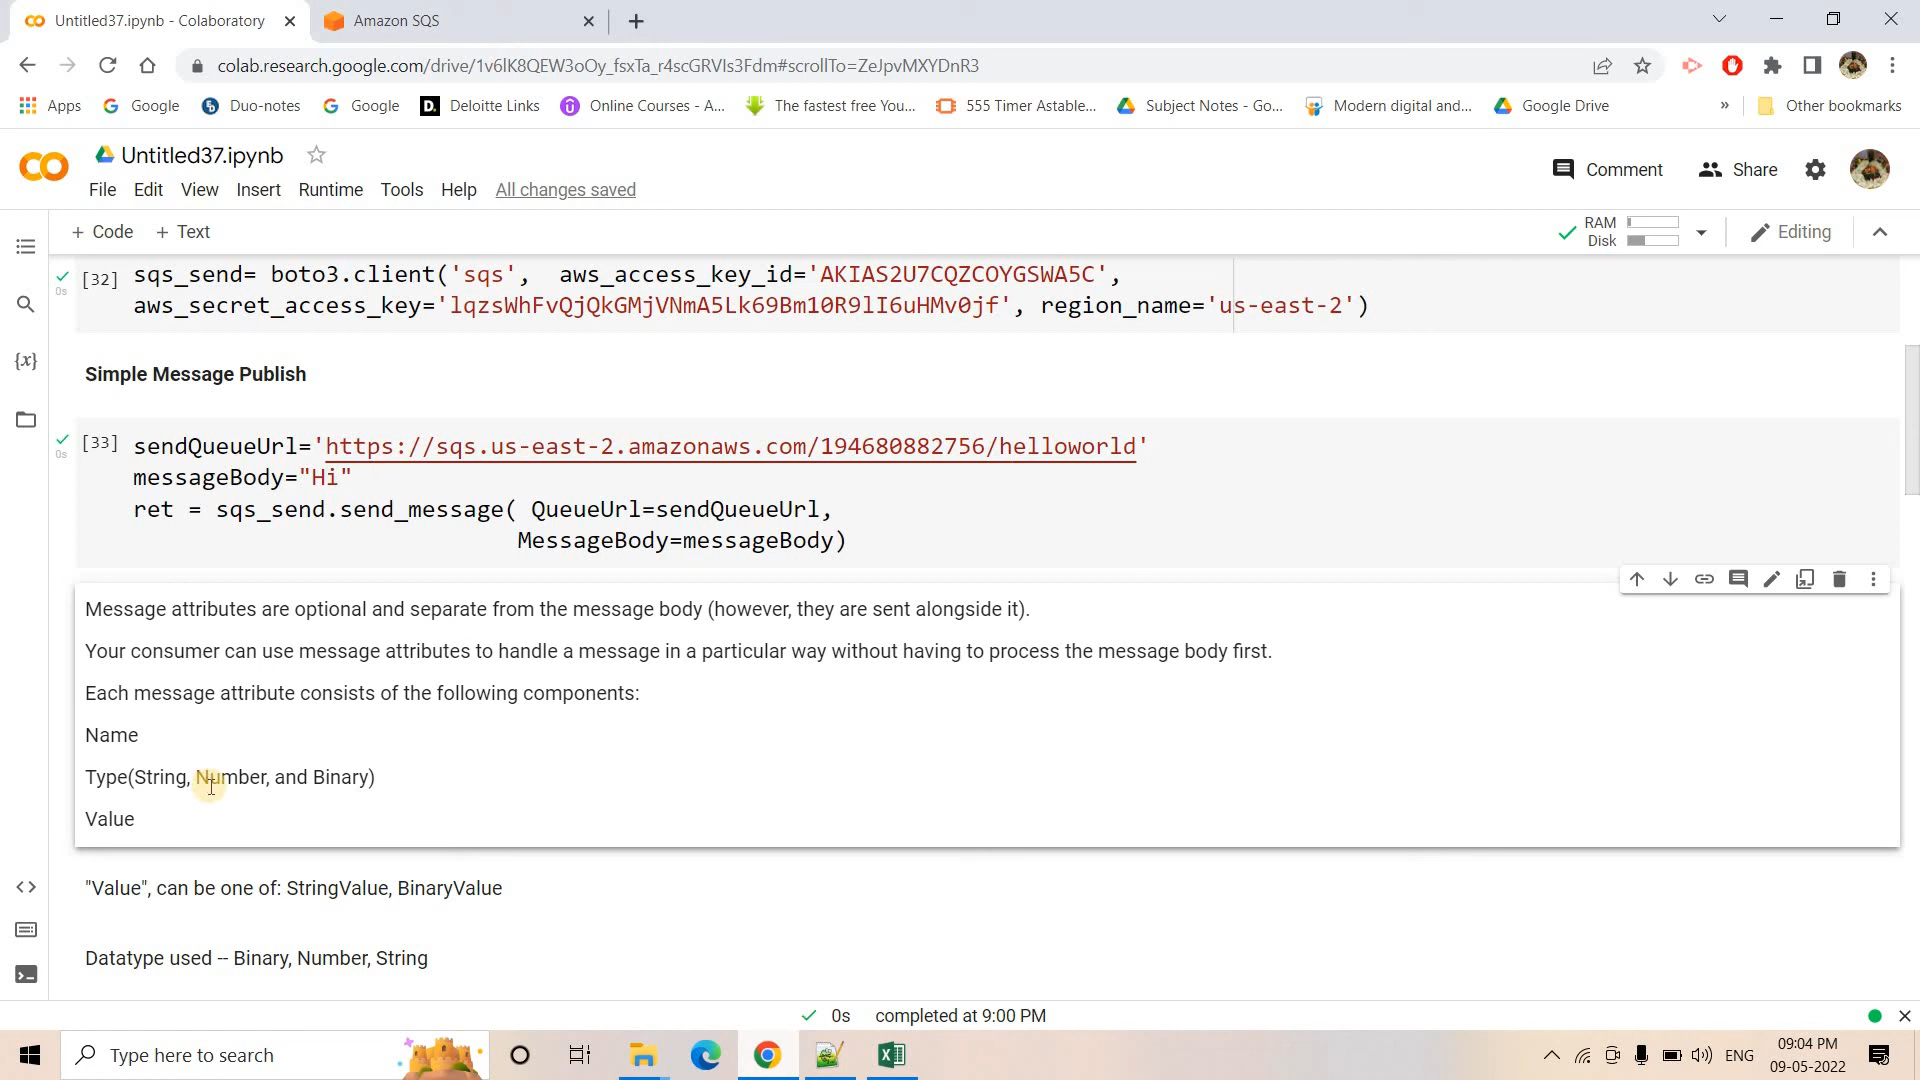 Untitled37.ipynb - Colaboratory
Amazon SQS
colab.research.google.com/drive/1v6lK8QEW3oOy_fsxTa_r4scGRVIs3Fdm#scrollTo=ZeJpvMXYDnR3
Apps Google Duo-notes Google D. Deloitte Links Online Courses - A... The fastest free You... 555 Timer Astable... Subject Notes - Go... Modern digital and... Google Drive » Other bookmarks
Untitled37.ipynb
Comment Share
File Edit View Insert Runtime Tools Help All changes saved
+ Code + Text
RAM
Disk
Editing
[32] sqs_send= boto3.client('sqs', aws_access_key_id='AKIAS2U7CQZCOYGSWA5C',
0s
aws_secret_access_key='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', region_name='us-east-2')
{x}
Simple Message Publish
[33] sendQueueUrl='https://sqs.us-east-2.amazonaws.com/194680882756/helloworld'
0s
messageBody="Hi"
ret = sqs_send.send_message( QueueUrl=sendQueueUrl,
MessageBody=messageBody)
Message attributes are optional and separate from the message body (however, they are sent alongside it).
Your consumer can use message attributes to handle a message in a particular way without having to process the message body first.
Each message attribute consists of the following components:
Name
Type(String, Number, and Binary)
Value
"Value", can be one of: StringValue, BinaryValue
Datatype used -- Binary, Number, String
0s completed at 9:00 PM
Type here to search
ENG
09:04 PM
09-05-2022